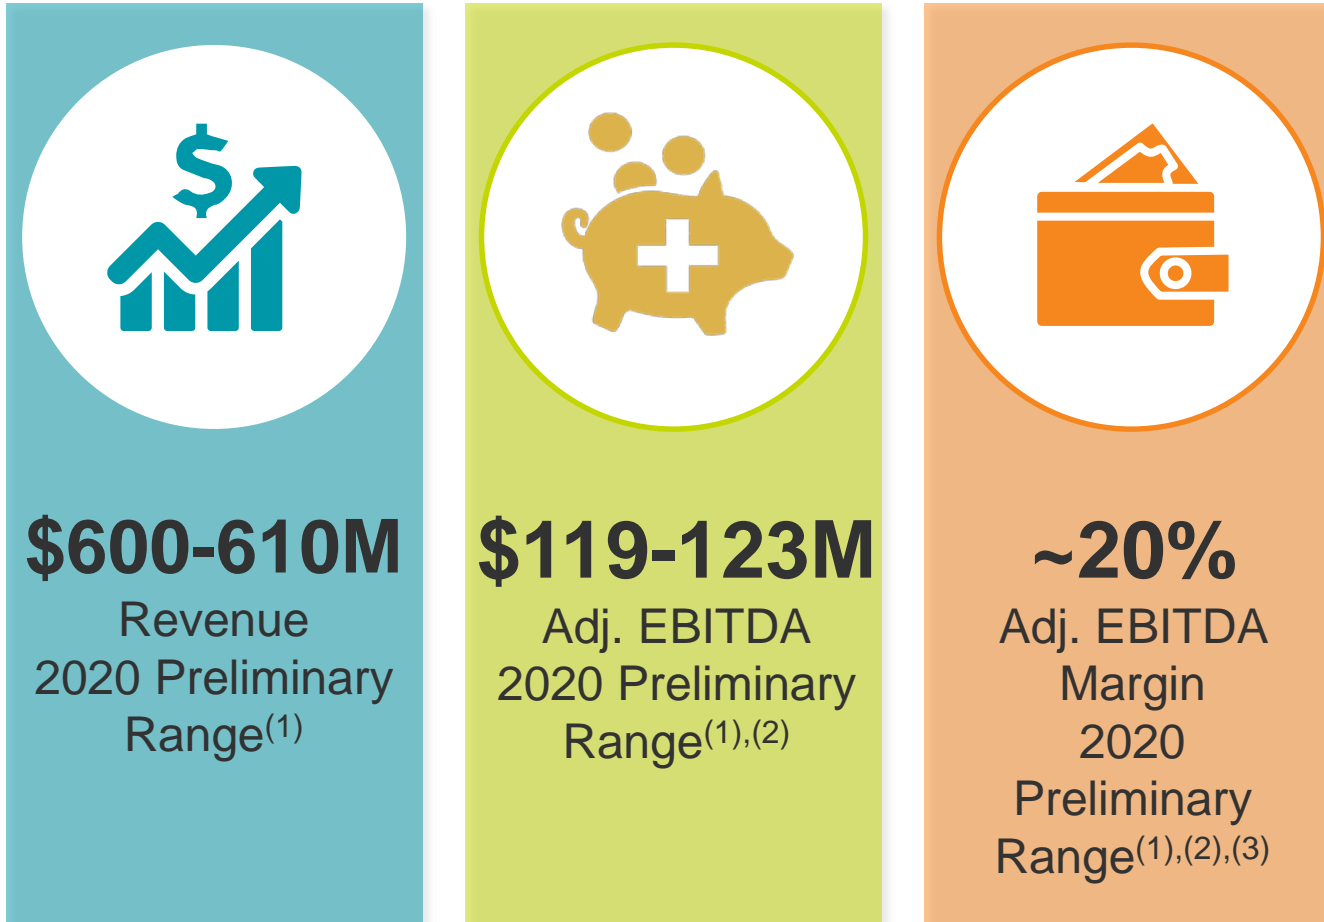 $600-610M
Revenue
2020 Preliminary
Range(1)
$119-123M
Adj. EBITDA
2020 Preliminary
Range(1),(2)
~20%
Adj. EBITDA
Margin
2020
Preliminary
Range(1),(2),(3)